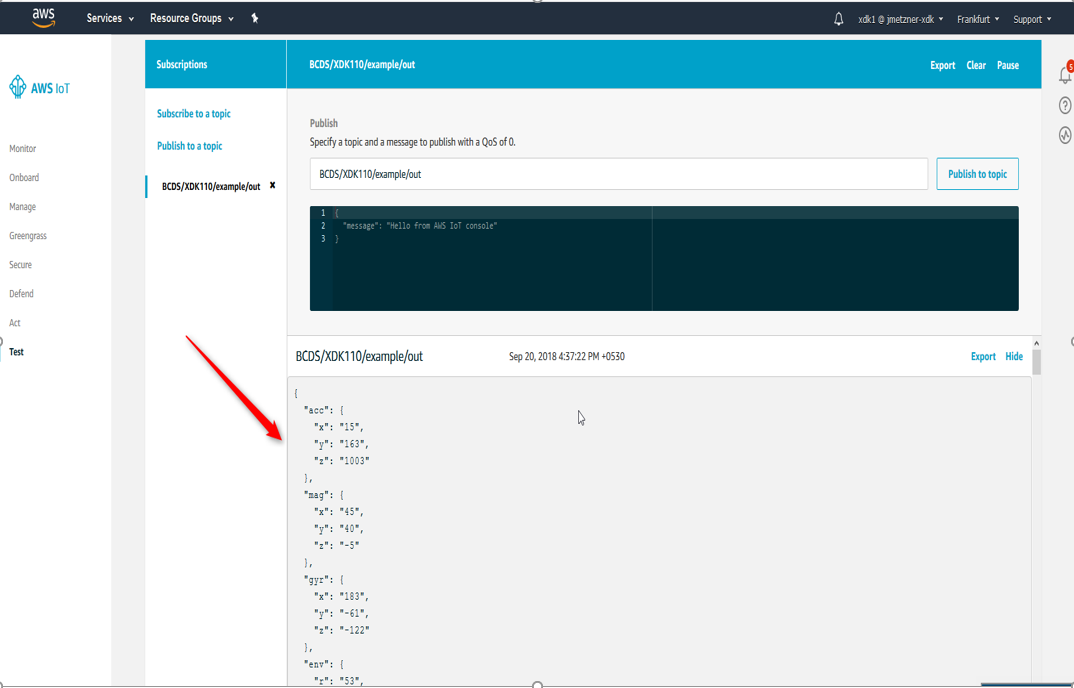 aws
Services
Resource Groups
xdk1 @ jmetzner-xdk
Frankfurt
Support
AWS IoT
Monitor
Onboard
Manage
Greengrass
Secure
Defend
Act
Test
Subscriptions
Subscribe to a topic
Publish to a topic
BCDS/XDK110/example/out x
BCDS/XDK110/example/out
Export Clear Pause
5
Publish
Specify a topic and a message to publish with a QoS of 0.
BCDS/XDK110/example/out
Publish to topic
1 {
2 "message": "Hello from AWS IoT console"
3 }
BCDS/XDK110/example/out Sep 20, 2018 4:37:22 PM +0530 Export Hide
{
"acc": {
"x": "15",
"y": "163",
"z": "1003"
},
"mag": {
"x": "45",
"y": "40",
"z": "-5"
},
"gyr": {
"x": "183",
"y": "-61",
"z": "-122"
},
"env": {
"r": "53",